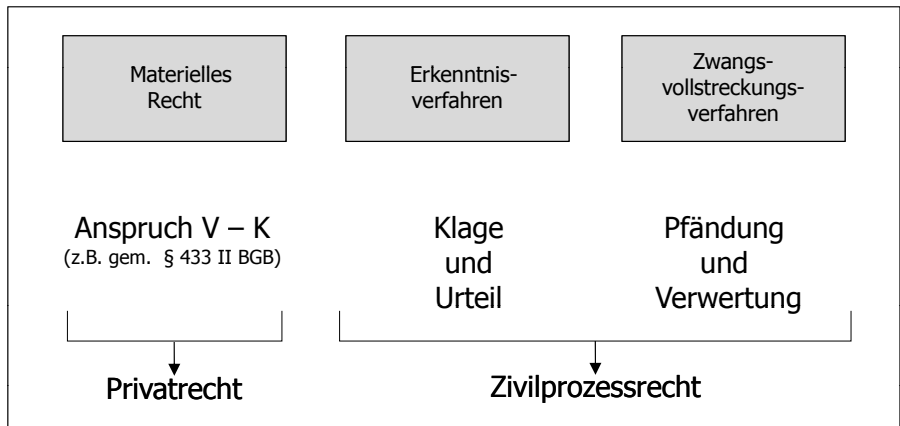 Materielles
Recht
Erkenntnis-
verfahren
Zwangs-
vollstreckungs-
verfahren
Anspruch V – K
(z.B. gem. § 433 II BGB)
Klage
und
Urteil
Pfändung
und
Verwertung
Privatrecht
Zivilprozessrecht